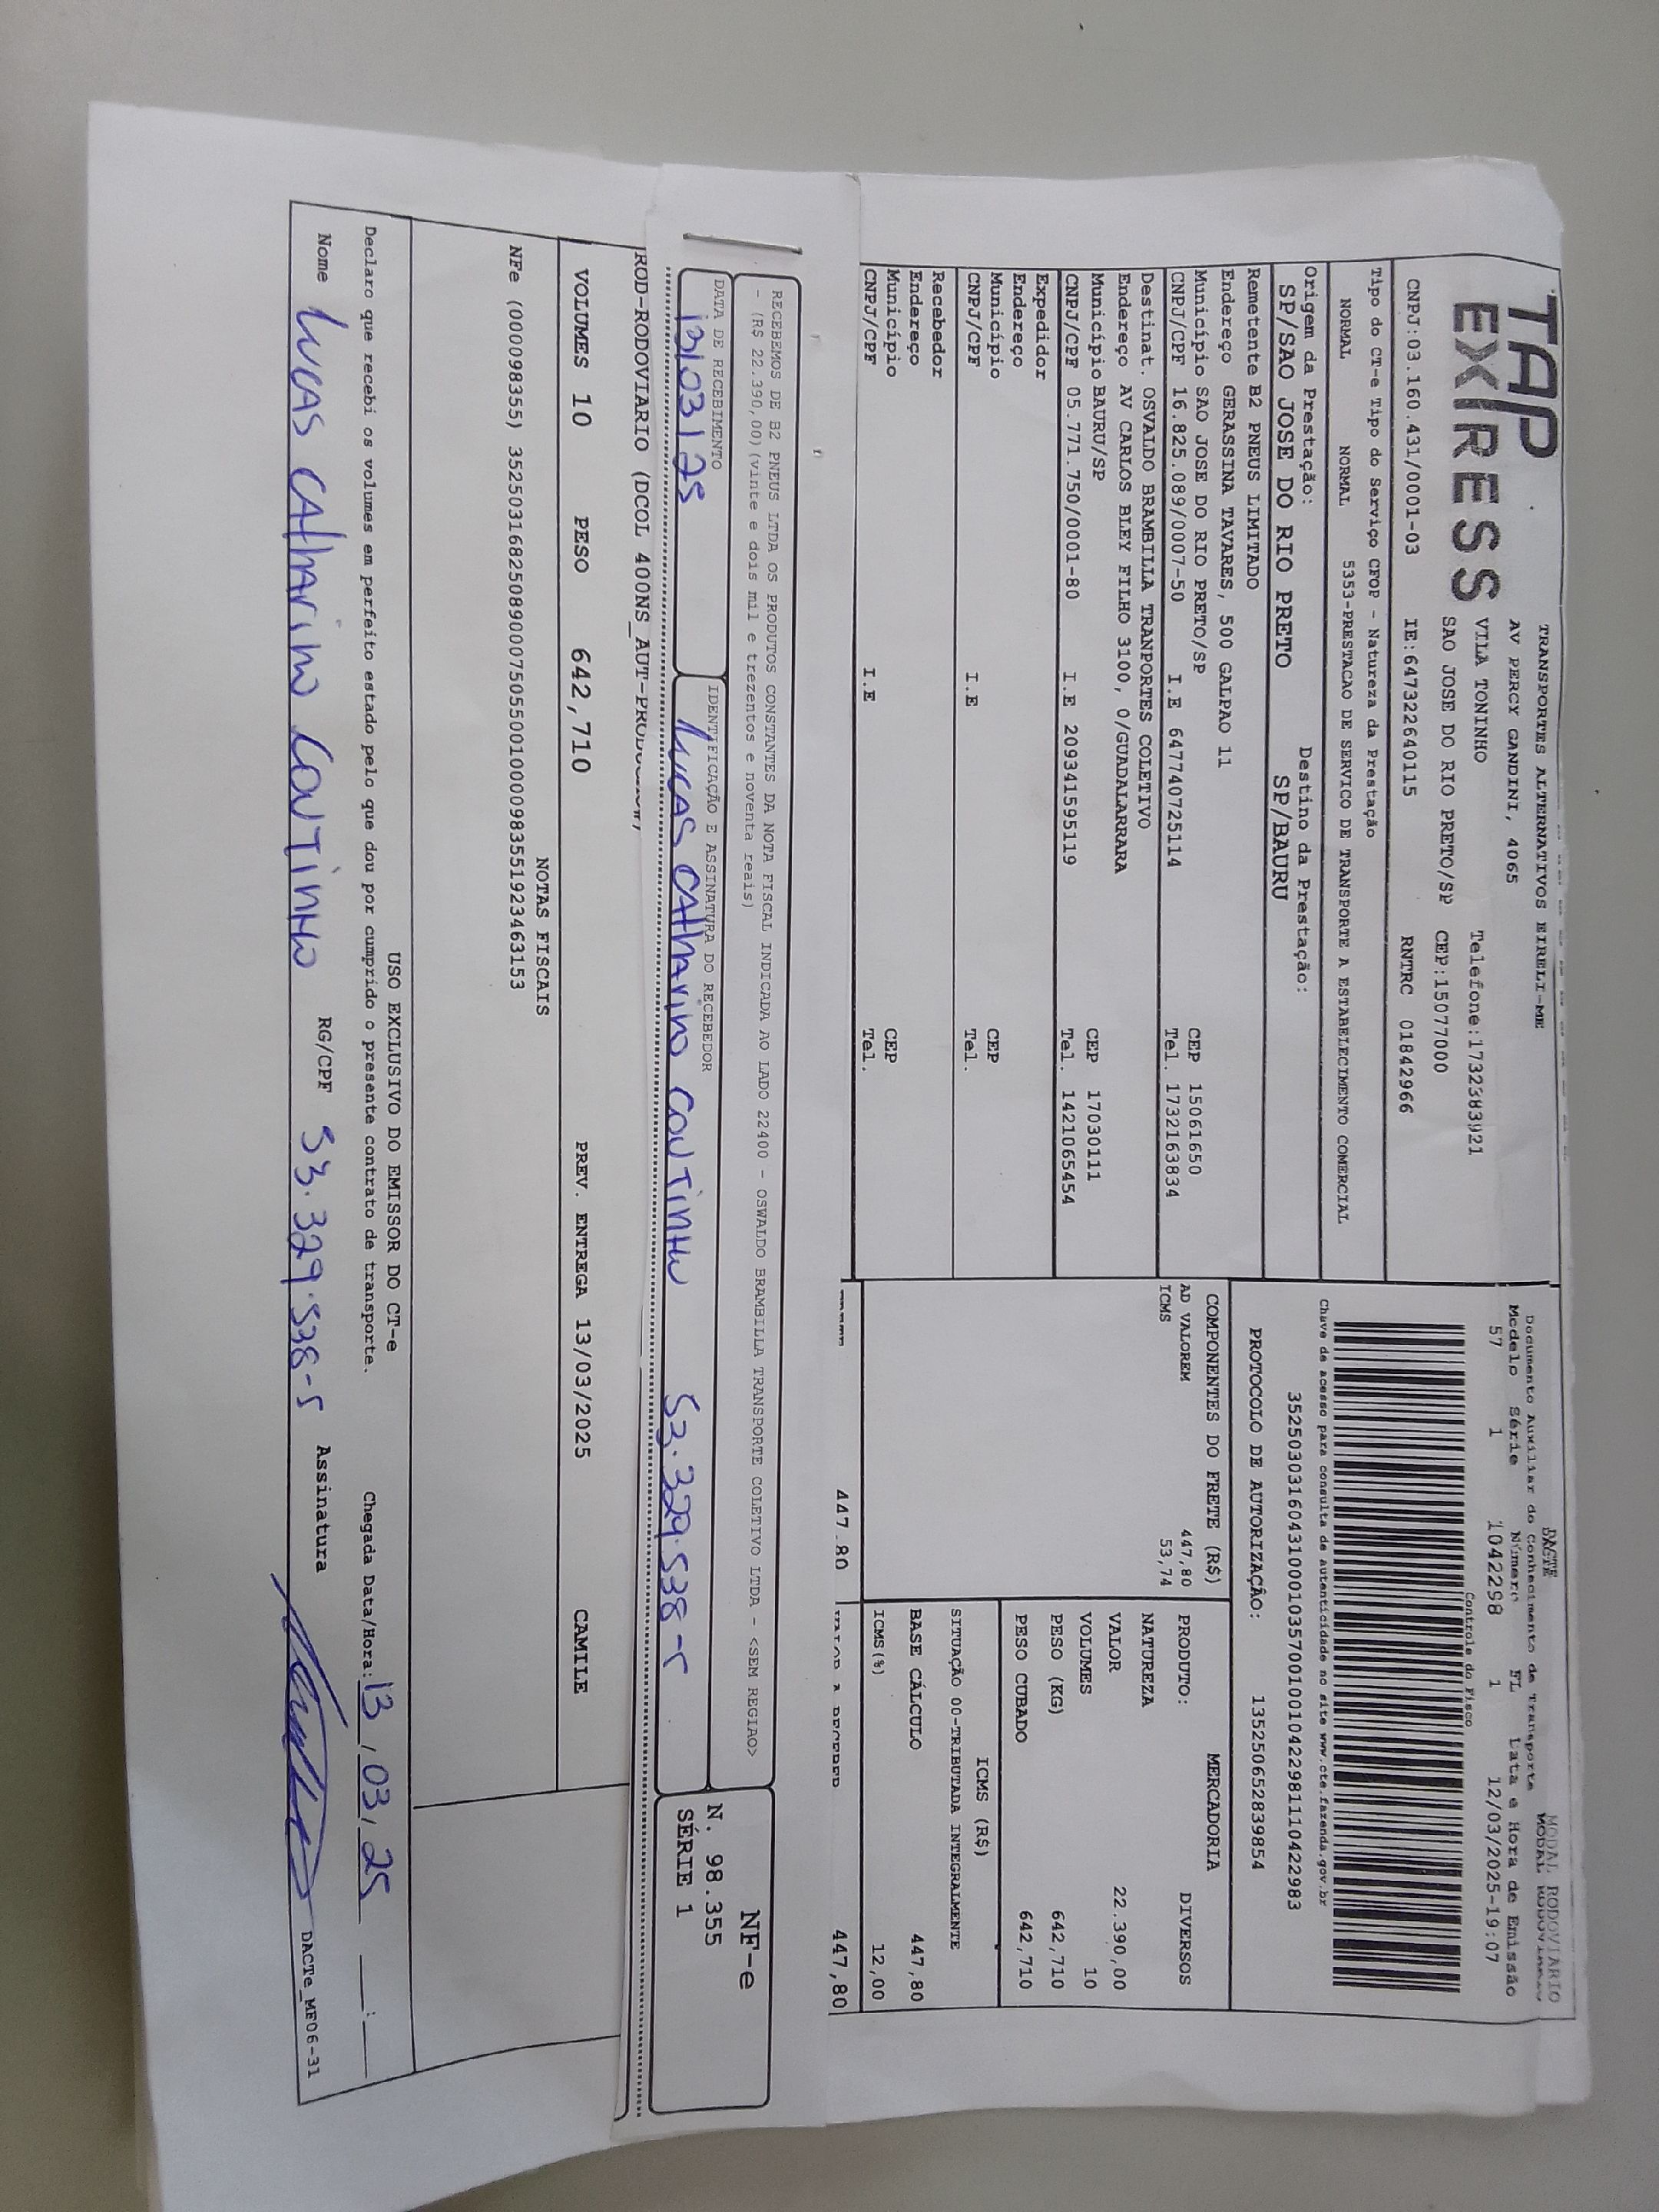 TAP
EXPRESS
TRANSPORTES ALTERNATIVOS EIRELI-ME
AV PERCY GANDINI, 4065
VILA TONINHO Telefone:1732383921
SAO JOSE DO RIO PRETO/SP CEP:15077000
CNPJ:03.160.431/0001-03 IE:647322640115 RNTRC 01842966
Tipo do CT-e Tipo do Serviço CFOP - Natureza da Prestação
NORMAL NORMAL 5353-PRESTACAO DE SERVICO DE TRANSPORTE A ESTABELECIMENTO COMERCIAL
Origem da Prestação: Destino da Prestação:
SP/SAO JOSE DO RIO PRETO SP/BAURU
Remetente B2 PNEUS LIMITADO
Endereço GERASSINA TAVARES, 500 GALPAO 11
Município SAO JOSE DO RIO PRETO/SP CEP 15061650
CNPJ/CPF 16.825.089/0007-50 I.E 647740725114 Tel. 1732163834
Destinat. OSVALDO BRAMBILLA TRANPORTES COLETIVO
Endereço AV CARLOS BLEY FILHO 3100, 0/GUADALARRARA
Município BAURU/SP CEP 17030111
CNPJ/CPF 05.771.750/0001-80 I.E 209341595119 Tel. 1421065454
Expedidor
Endereço
Município CEP
CNPJ/CPF I.E Tel.
Recebedor
Endereço
Município CEP
CNPJ/CPF I.E Tel.
DACTE MODAL RODOVIARIO
Documento Auxiliar do Conhecimento de Transporte
Modelo Série Número FL Data e Hora de Emissão
57 1 1042298 1 12/03/2025-19:07
Controle do Fisco
Chave de acesso para consulta de autenticidade no site www.cte.fazenda.gov.br
35250303160431000103570010010422981110422983
PROTOCOLO DE AUTORIZAÇÃO: 135250652839854
COMPONENTES DO FRETE (R$)
AD VALOREM 447,80
ICMS 53,74
447,80
MERCADORIA
PRODUTO: DIVERSOS
NATUREZA
VALOR 22.390,00
VOLUMES 10
PESO (KG) 642,710
PESO CUBADO 642,710
ICMS (R$)
SITUAÇÃO 00-TRIBUTADA INTEGRALMENTE
BASE CÁLCULO 447,80
ICMS(%) 12,00
VALOR A RECEBER 447,80
RECEBEMOS DE B2 PNEUS LTDA OS PRODUTOS CONSTANTES DA NOTA FISCAL INDICADA AO LADO 22400 - OSWALDO BRAMBILLA TRANSPORTE COLETIVO LTDA - <SEM REGIAO>
- (R$ 22.390,00)(vinte e dois mil e trezentos e noventa reais)
DATA DE RECEBIMENTO IDENTIFICAÇÃO E ASSINATURA DO RECEBEDOR
13/03/25 Lucas Catharino Coutinho 53.329.538-5
NF-e
N. 98.355
SÉRIE 1
ROD-RODOVIARIO (DCOL 400NS_AUT-
VOLUMES 10 PESO 642,710 PREV. ENTREGA 13/03/2025 CAMILE
NOTAS FISCAIS
NFe (000098355) 35250316825089000750550010000983551923463153
USO EXCLUSIVO DO EMISSOR DO CT-e
Declaro que recebi os volumes em perfeito estado pelo que dou por cumprido o presente contrato de transporte. Chegada Data/Hora: 13/03/25 __:__
Nome Lucas Catharino Coutinho RG/CPF 53.329.538-5 Assinatura
DACTe_MF06-31